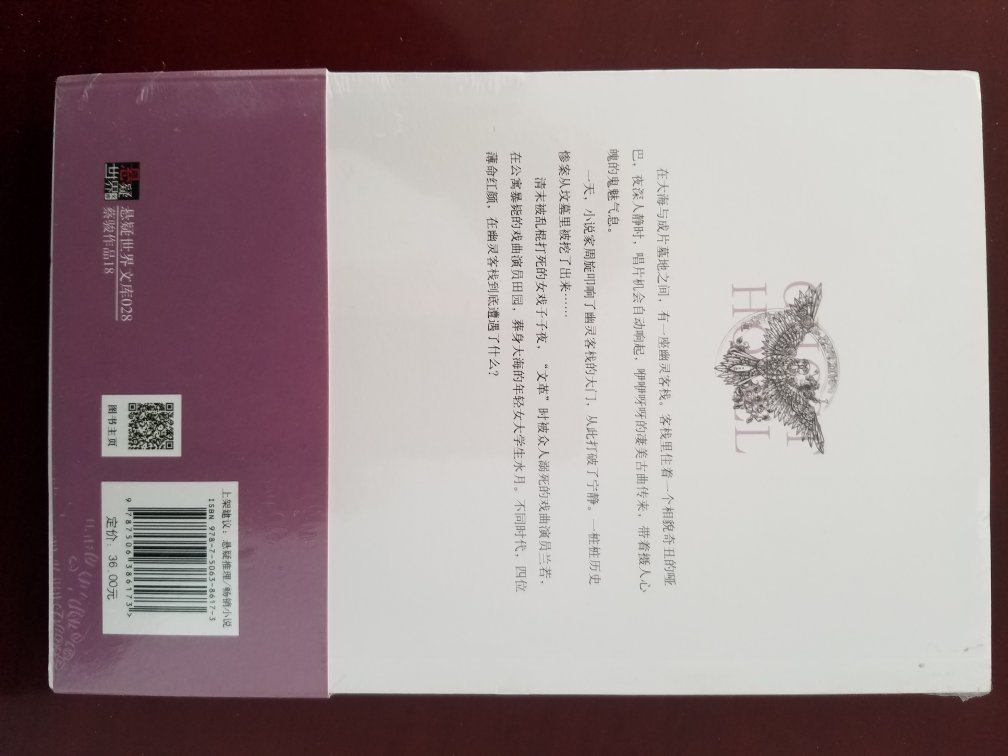 HOTEL
在大海与成片墓地之间，有一座幽灵客栈。客栈里住着一个相貌奇丑的哑
巴，夜深人静时，唱片机会自动响起，咿咿呀呀的凄美古曲传来，带着摄人心
魄的鬼魅气息。
一天，小说家周旋叩响了幽灵客栈的大门，从此打破了宁静。一桩桩历史
惨案从坟墓里被挖了出来……
清末被乱棍打死的女戏子子夜，“文革”时被众人溺死的戏曲演员兰若，
在公寓暴毙的戏曲演员田园，葬身大海的年轻女大学生水月。不同时代，四位
薄命红颜，在幽灵客栈到底遭遇了什么？
悬疑
世界
悬疑世界文库028
蔡骏作品18
图书主页
上架建议：悬疑推理/畅销小说
ISBN 978-7-5063-8617-3
9787506386173>
定价：36.00元